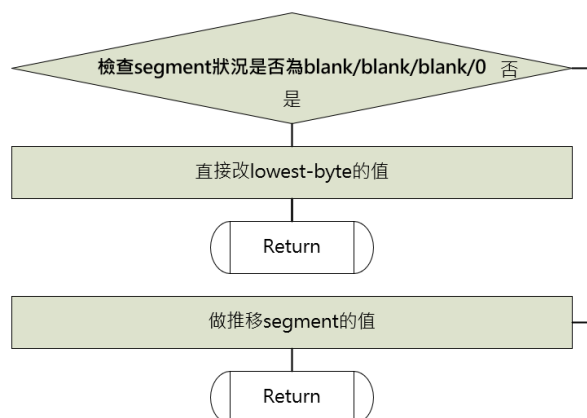 檢查segment狀況是否為blank/blank/blank/0
否
是
直接改lowest-byte的值
Return
做推移segment的值
Return